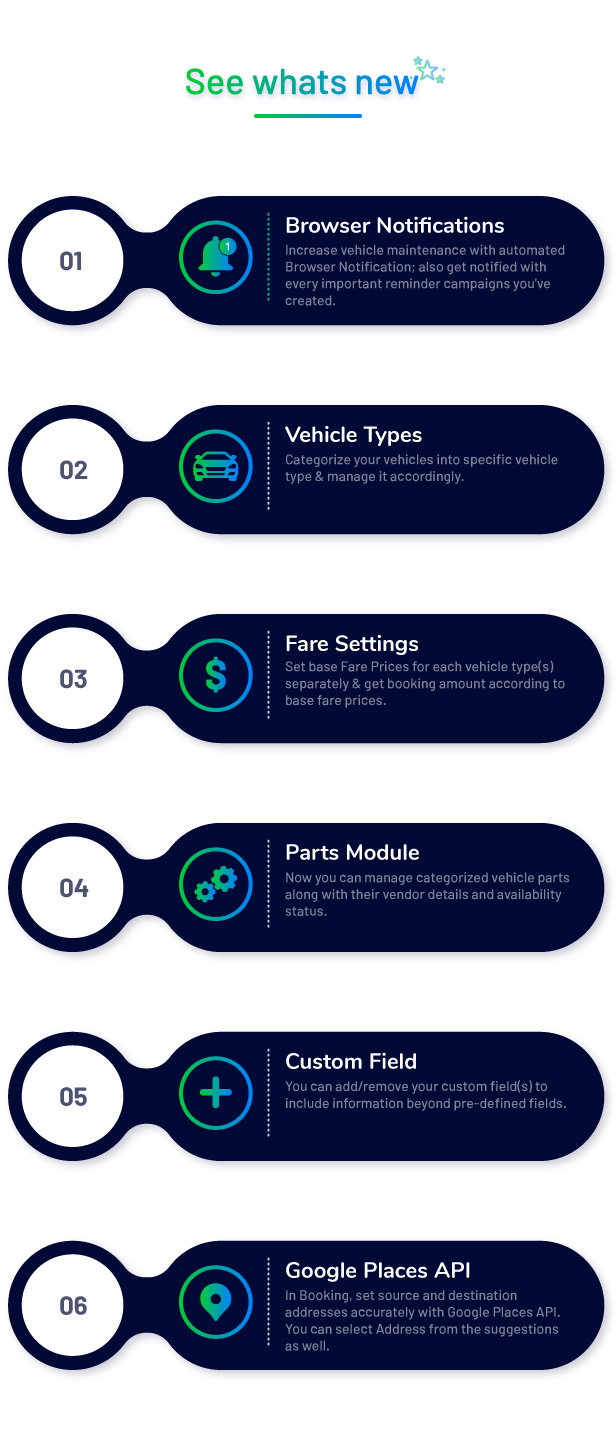 See whats new
01
1
Browser Notifications
Increase vehicle maintenance with automated
Browser Notification; also get notified with
every important reminder campaigns you've
created.
02
Vehicle Types
Categorize your vehicles into specific vehicle
type & manage it accordingly.
03
$
Fare Settings
Set base Fare Prices for each vehicle type(s)
separately & get booking amount according to
base fare prices.
04
Parts Module
Now you can manage categorized vehicle parts
along with their vendor details and availability
status.
05
Custom Field
You can add/remove your custom field(s) to
include information beyond pre-defined fields.
06
Google Places API
In Booking, set source and destination
addresses accurately with Google Places API.
You can select Address from the suggestions
as well.